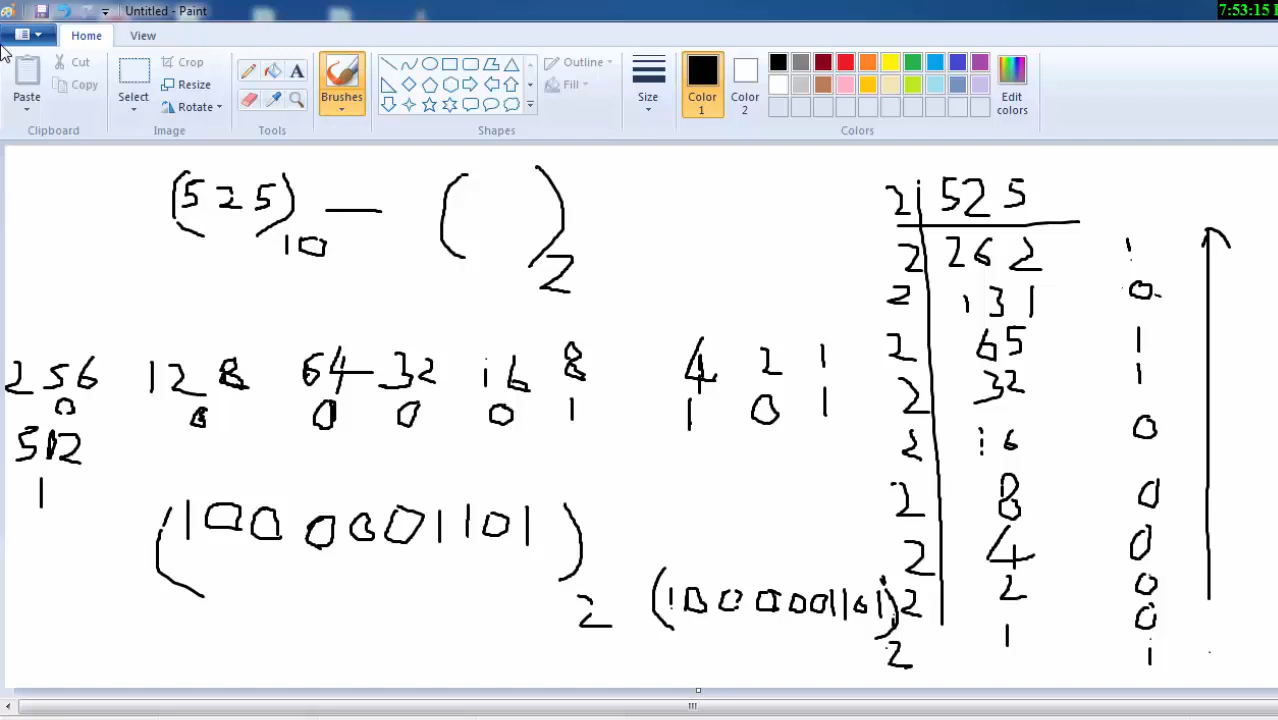 Untitled - Paint
7:53:15
Home View
Paste
Cut
Copy
Clipboard
Select
Crop
Resize
Rotate
Image
Tools
Brushes
Shapes
Outline
Fill
Size
Color 1
Color 2
Colors
Edit colors
(525)10 — ( )2
256 128 64 32 16 8 4 2 1
0 0 0 0 0 1 1 0 1
512
1
(1000001101)2
(1000001101)2
2 525
2 262 1
2 131 0
2 65 1
2 32 1
2 16 0
2 8 0
2 4 0
2 2 0
1 0
1